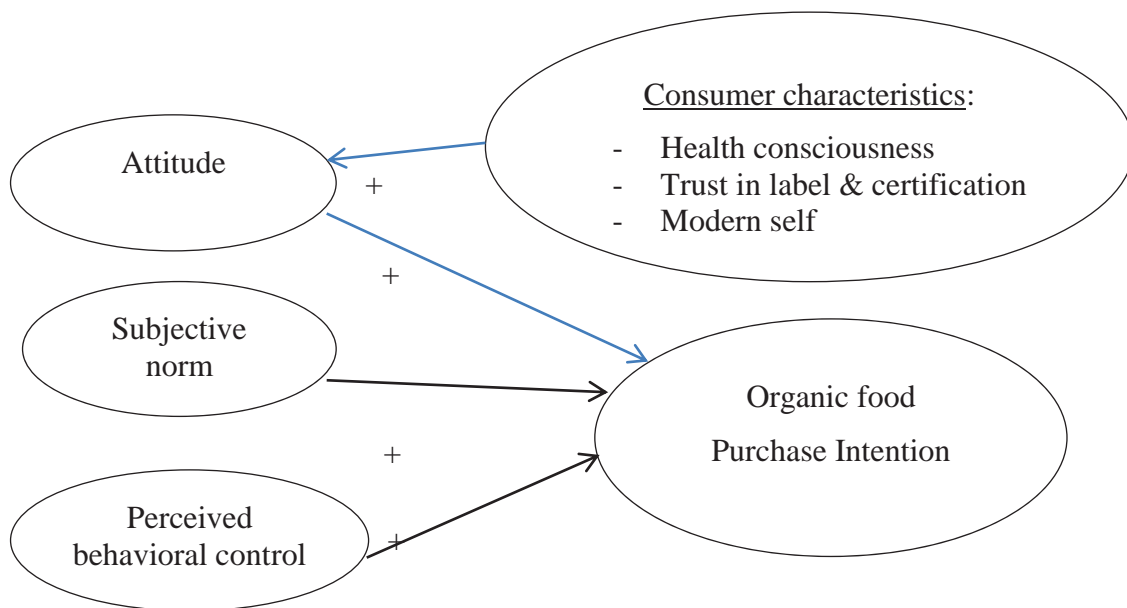 Consumer characteristics:
- Health consciousness
- Trust in label & certification
- Modern self
Attitude
+
+
Subjective
norm
Organic food
Purchase Intention
+
Perceived
behavioral control
+